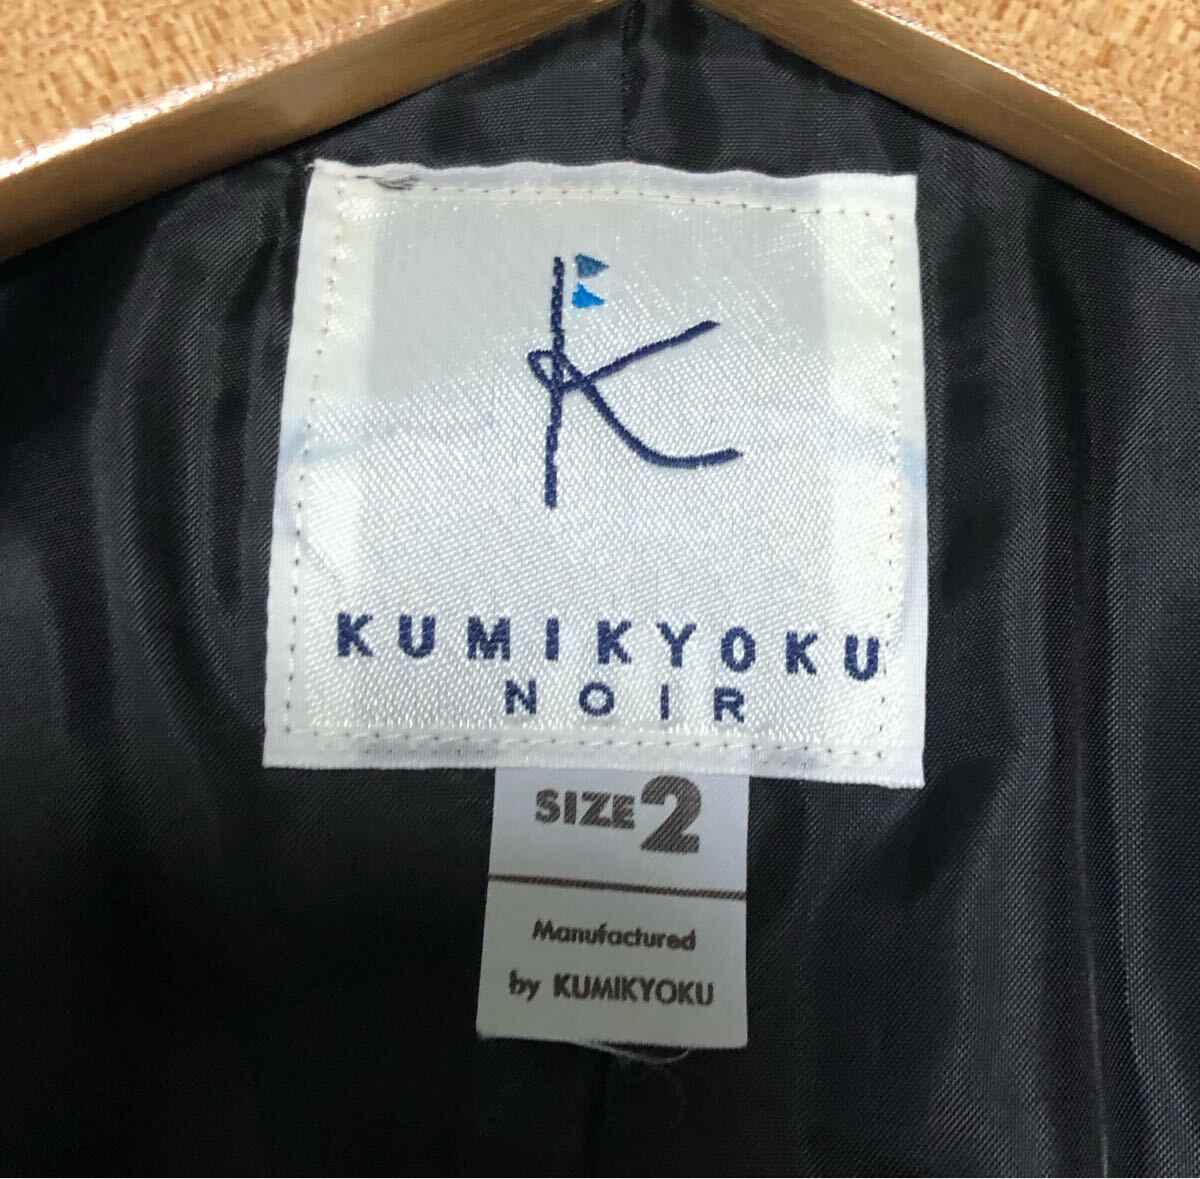 K
KUMIKYOKU
NOIR
SIZE 2
Manufactured
by KUMIKYOKU